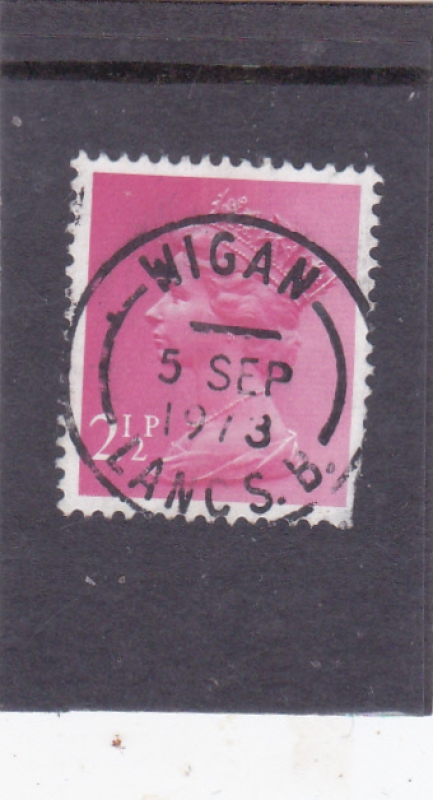 WIGAN
5 SEP
1973
2½P
LANCS. B.